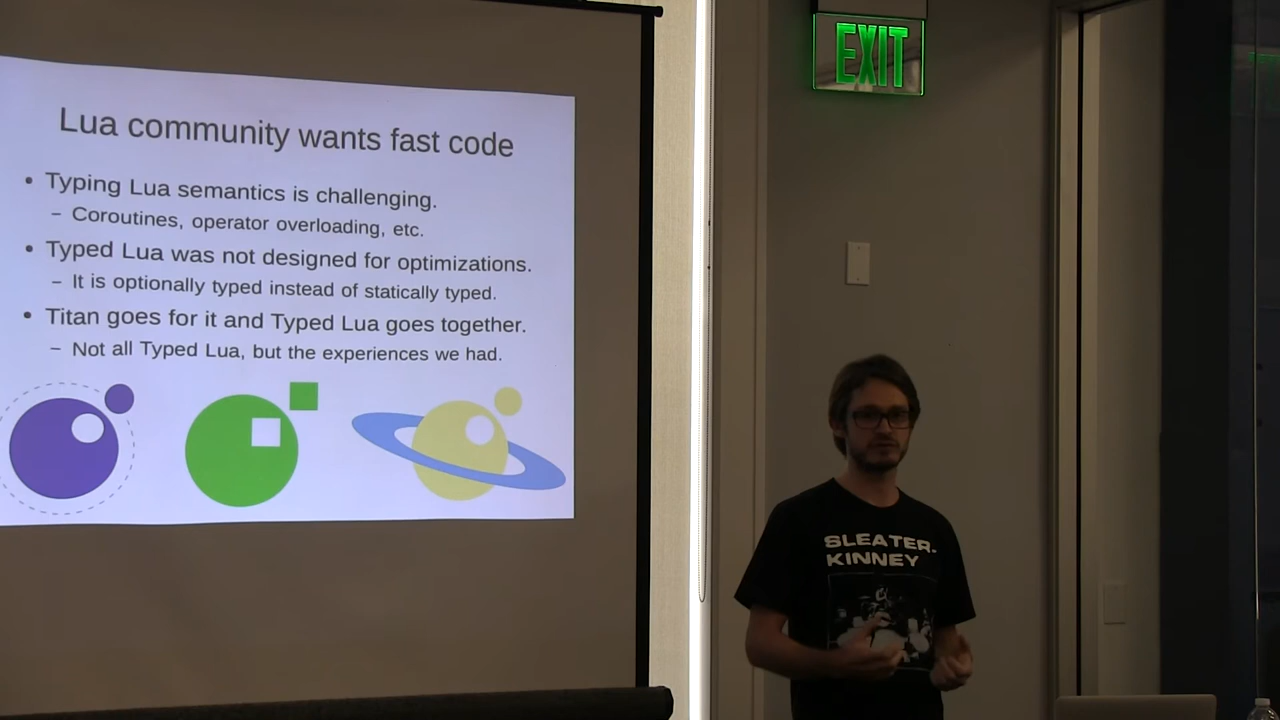 Lua community wants fast code
• Typing Lua semantics is challenging.
– Coroutines, operator overloading, etc.
• Typed Lua was not designed for optimizations.
– It is optionally typed instead of statically typed.
• Titan goes for it and Typed Lua goes together.
– Not all Typed Lua, but the experiences we had.
EXIT
SLEATER-
KINNEY